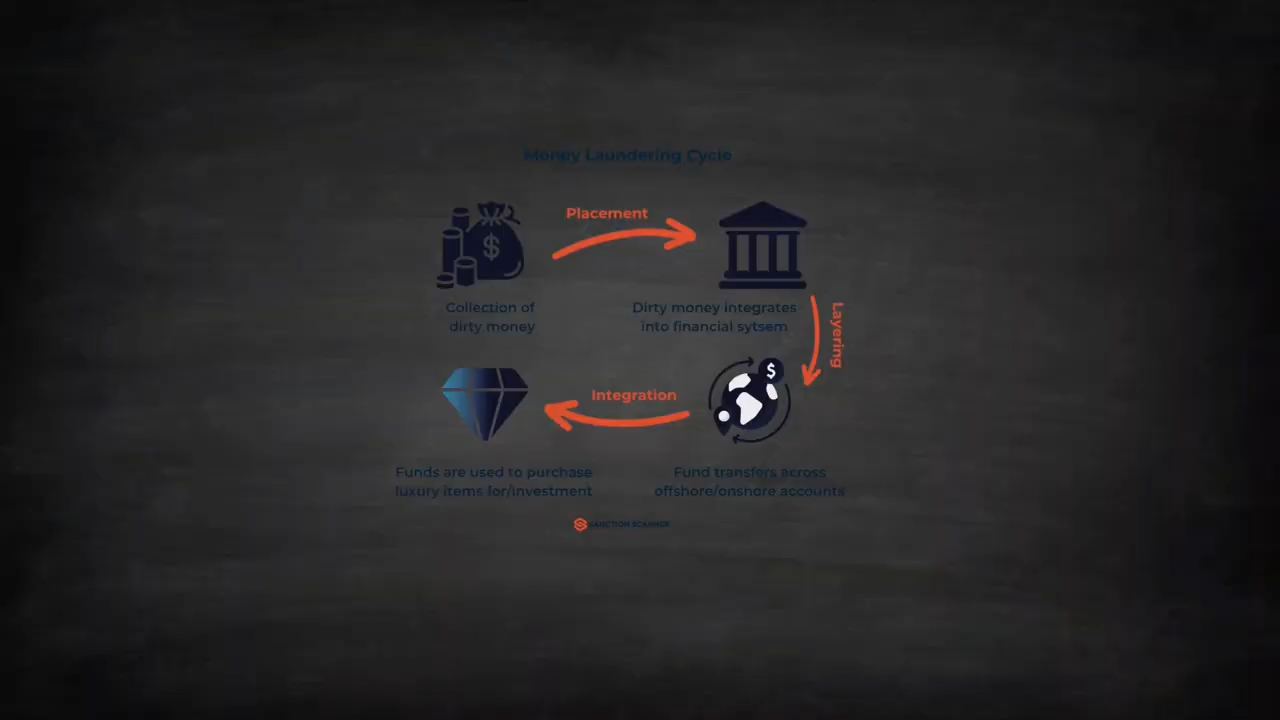 Money Laundering Cycle
Placement
$
Collection of
dirty money
Dirty money integrates
into financial sytsem
Layering
$
Integration
Funds are used to purchase
luxury items for/investment
Fund transfers across
offshore/onshore accounts
SANCTION SCANNER